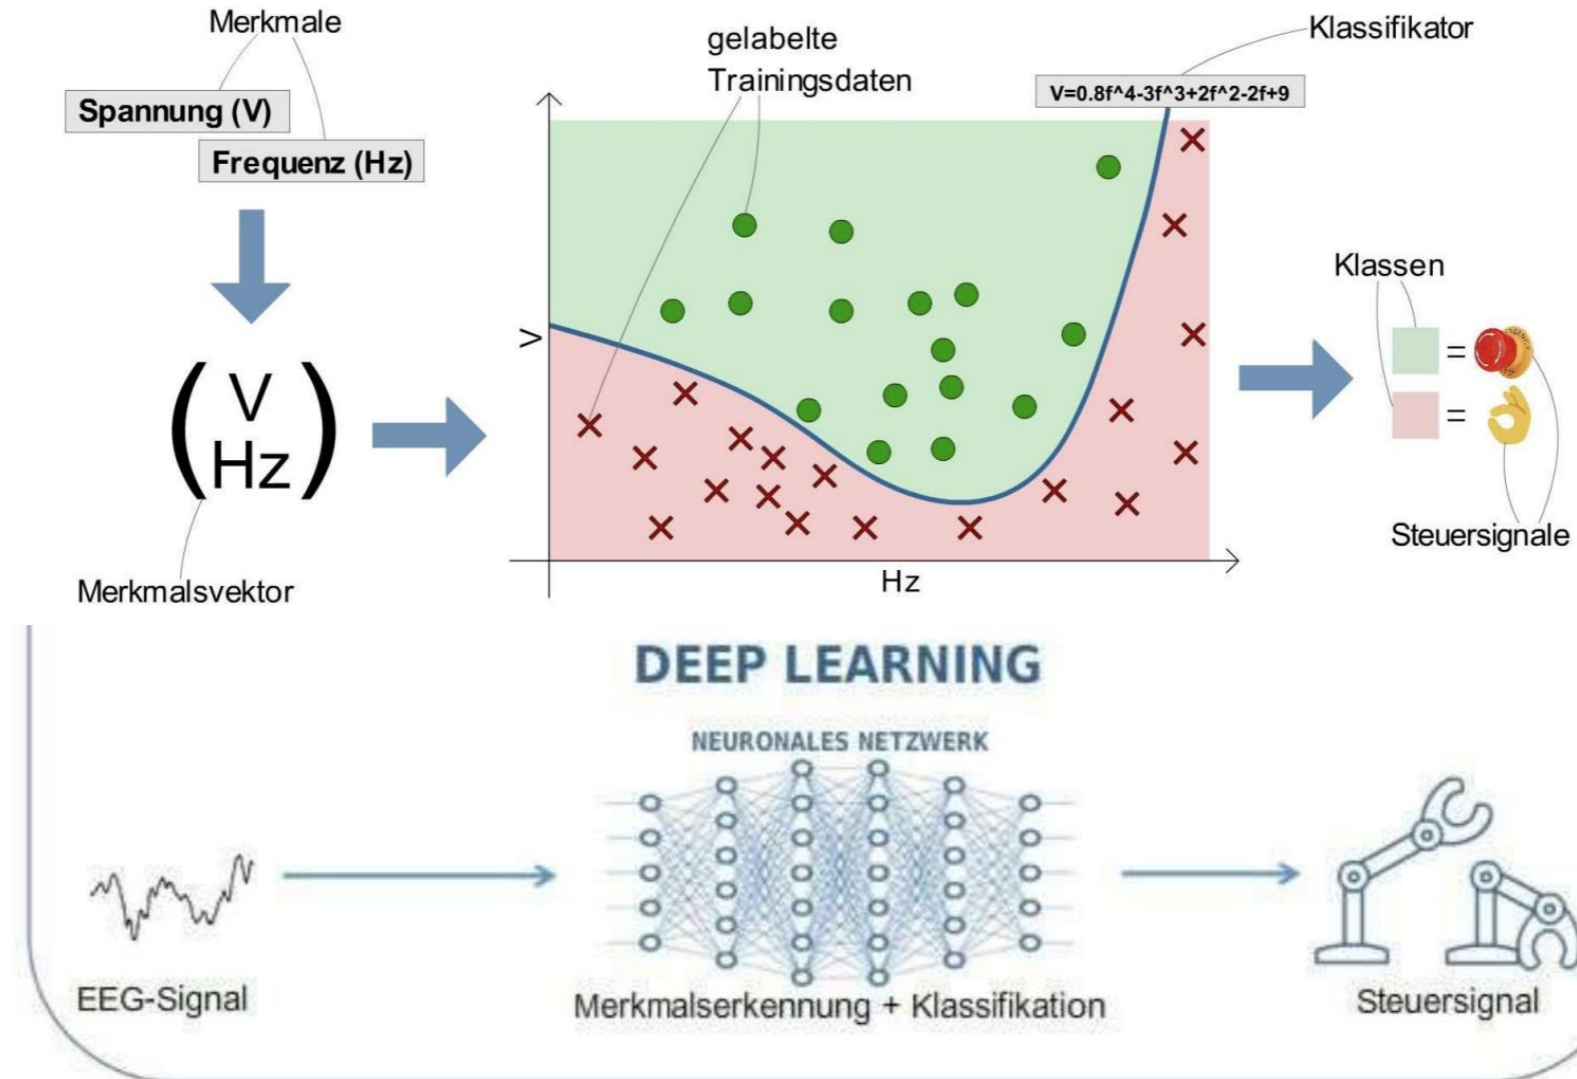 Merkmale
Spannung (V)
Frequenz (Hz)
V
Hz
Merkmalsvektor
gelabelte
Trainingsdaten
Klassifikator
V=0.8f^4-3f^3+2f^2-2f+9
V
Hz
Klassen
=
=
Steuersignale
DEEP LEARNING
NEURONALES NETZWERK
EEG-Signal
Merkmalserkennung + Klassifikation
Steuersignal